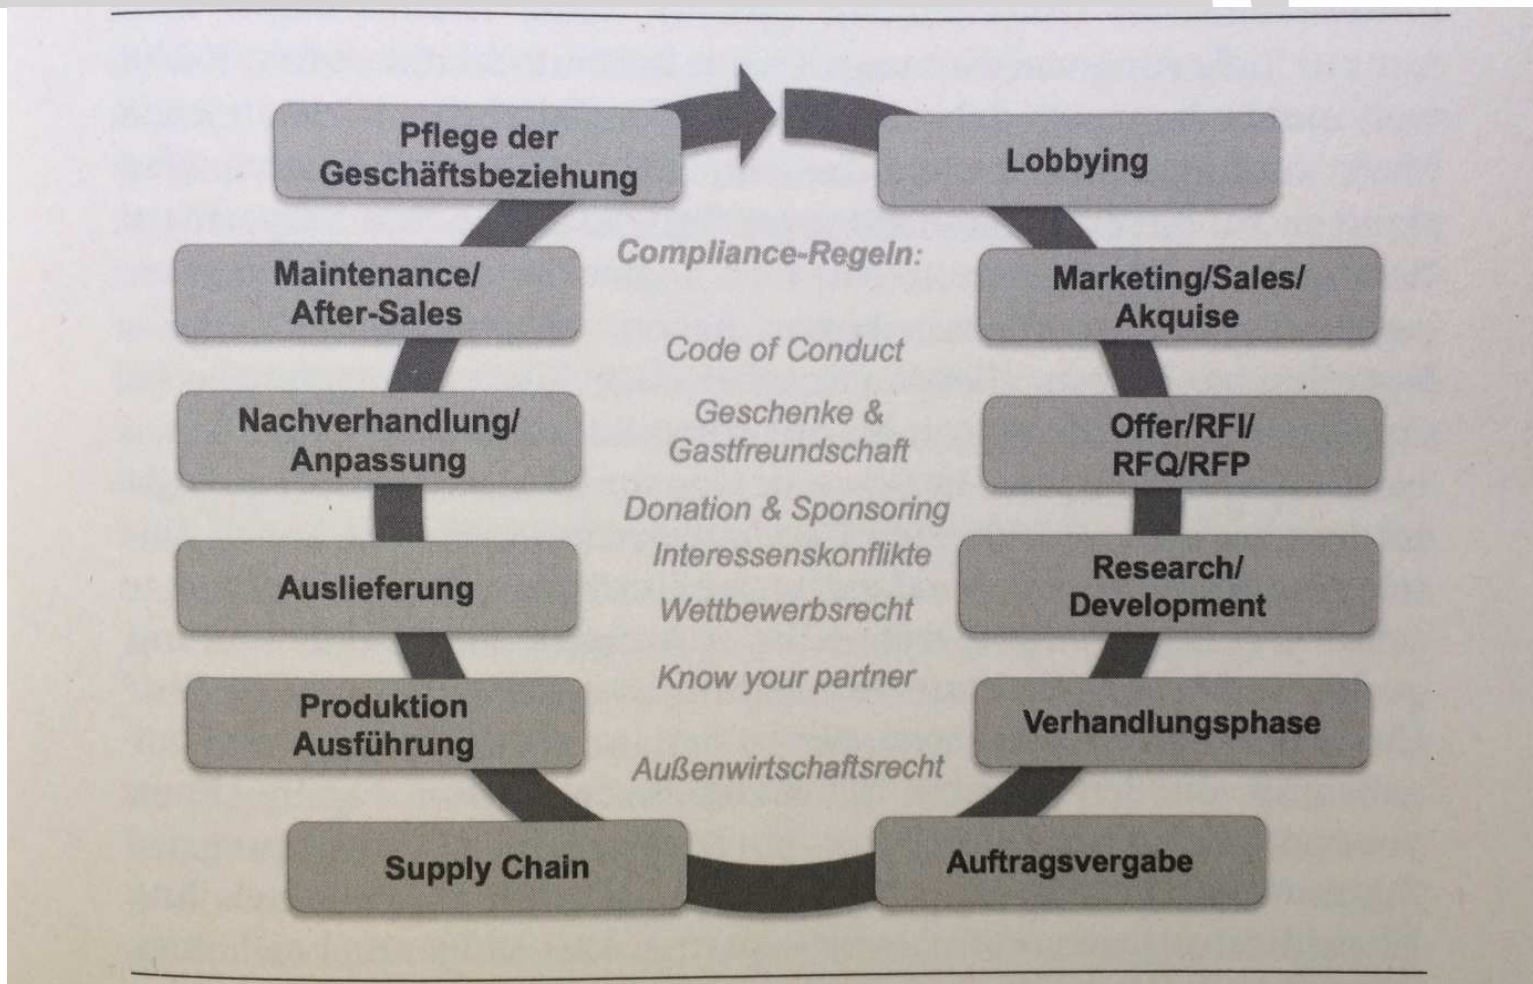 Pflege der
Geschäftsbeziehung
Lobbying
Compliance-Regeln:
Maintenance/
After-Sales
Marketing/Sales/
Akquise
Code of Conduct
Nachverhandlung/
Anpassung
Geschenke &
Gastfreundschaft
Offer/RFI/
RFQ/RFP
Donation & Sponsoring
Interessenskonflikte
Auslieferung
Research/
Development
Wettbewerbsrecht
Know your partner
Produktion
Ausführung
Verhandlungsphase
Außenwirtschaftsrecht
Supply Chain
Auftragsvergabe